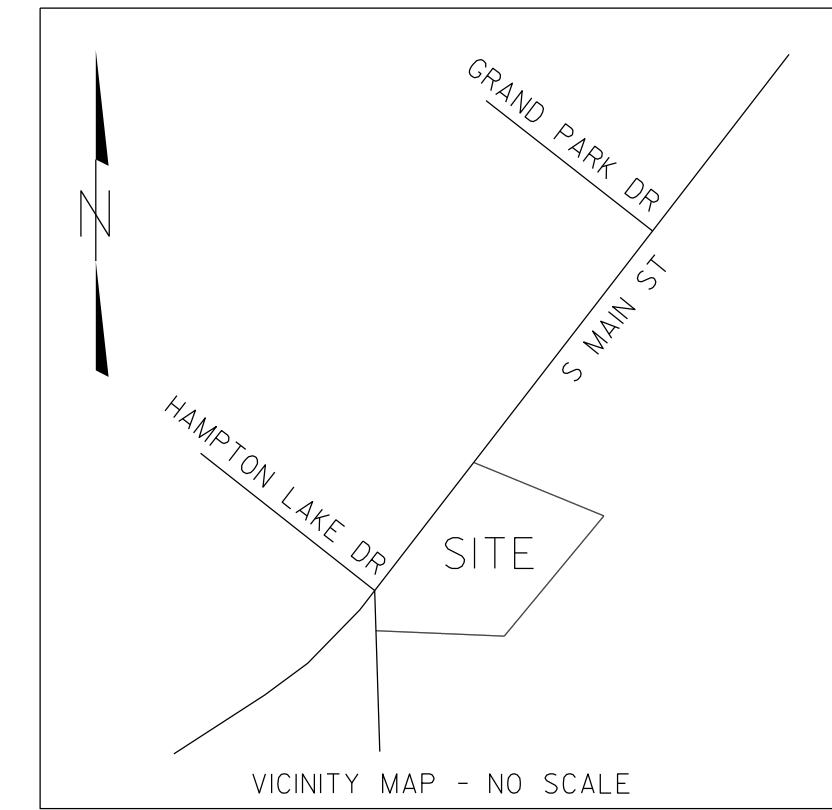 GRAND PARK DR
N
S MAIN ST
HAMPTON LAKE DR
SITE
VICINITY MAP - NO SCALE